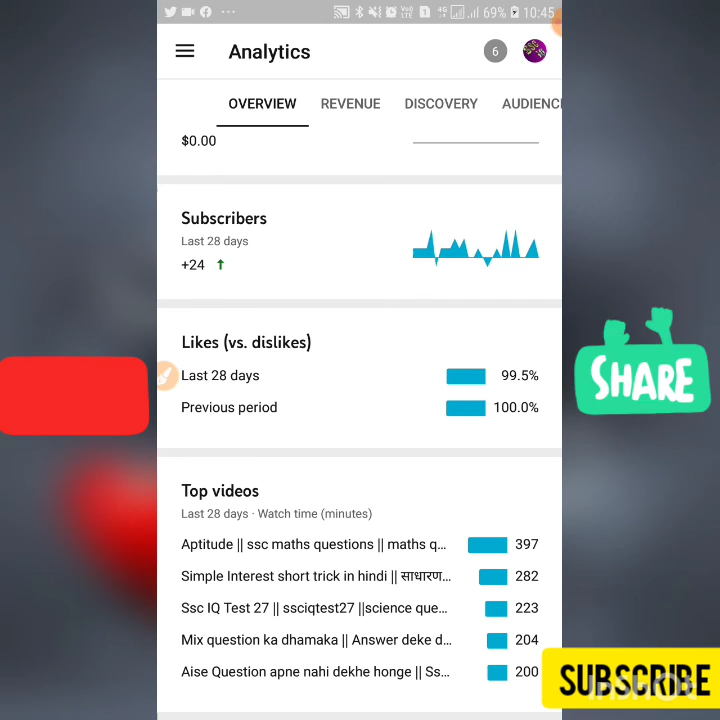 69% 10:45
Analytics
6
OVERVIEW REVENUE DISCOVERY AUDIENC
$0.00
Subscribers
Last 28 days
+24
Likes (vs. dislikes)
Last 28 days 99.5%
Previous period 100.0%
SHARE
Top videos
Last 28 days · Watch time (minutes)
Aptitude || ssc maths questions || maths q... 397
Simple Interest short trick in hindi || साधारण... 282
Ssc IQ Test 27 || ssciqtest27 ||science que... 223
Mix question ka dhamaka || Answer deke d... 204
Aise Question apne nahi dekhe honge || Ss... 200
SUBSCRIBE
InShOt